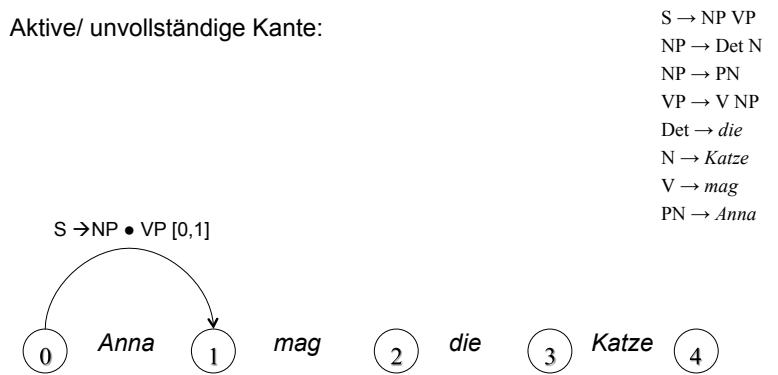 Aktive/ unvollständige Kante:
S → NP VP
NP → Det N
NP → PN
VP → V NP
Det → die
N → Katze
V → mag
PN → Anna
S →NP ● VP [0,1]
0 Anna 1 mag 2 die 3 Katze 4